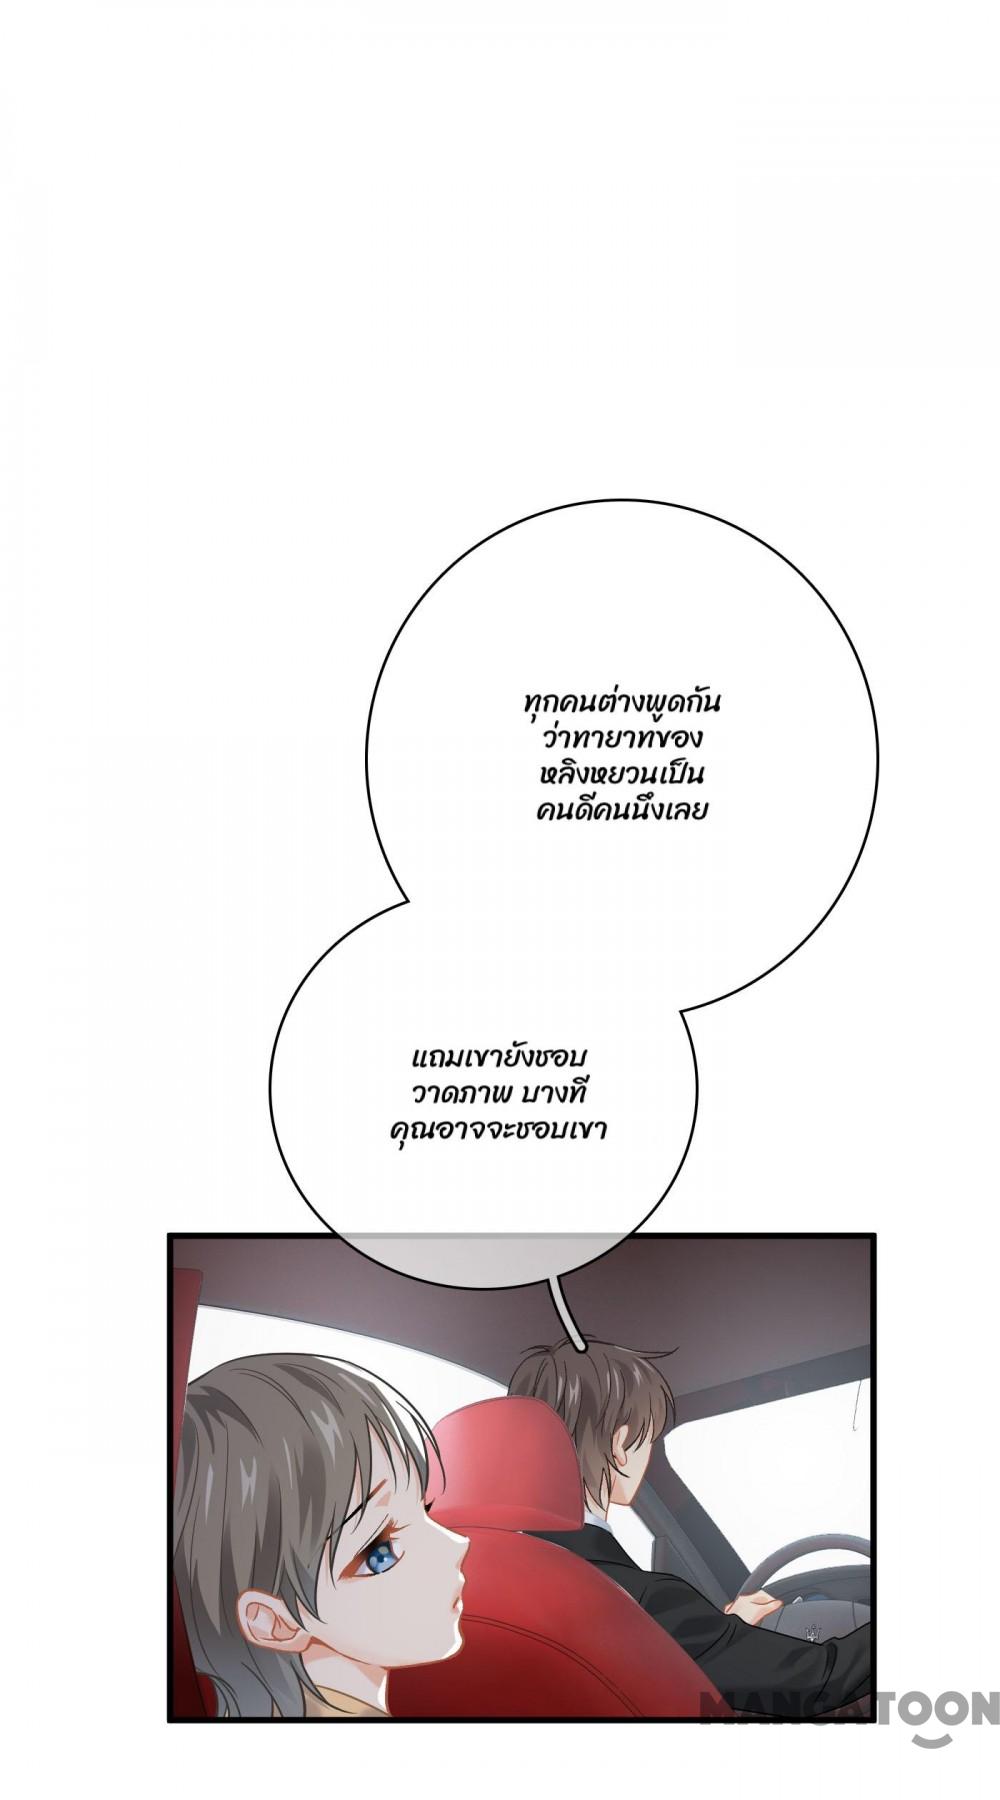 ทุกคนต่างพูดกัน
ว่าทายาทของ
หลิงหยวนเป็น
คนดีคนนึงเลย
แถมเขายังชอบ
วาดภาพ บางที
คุณอาจจะชอบเขา
MANGATOON